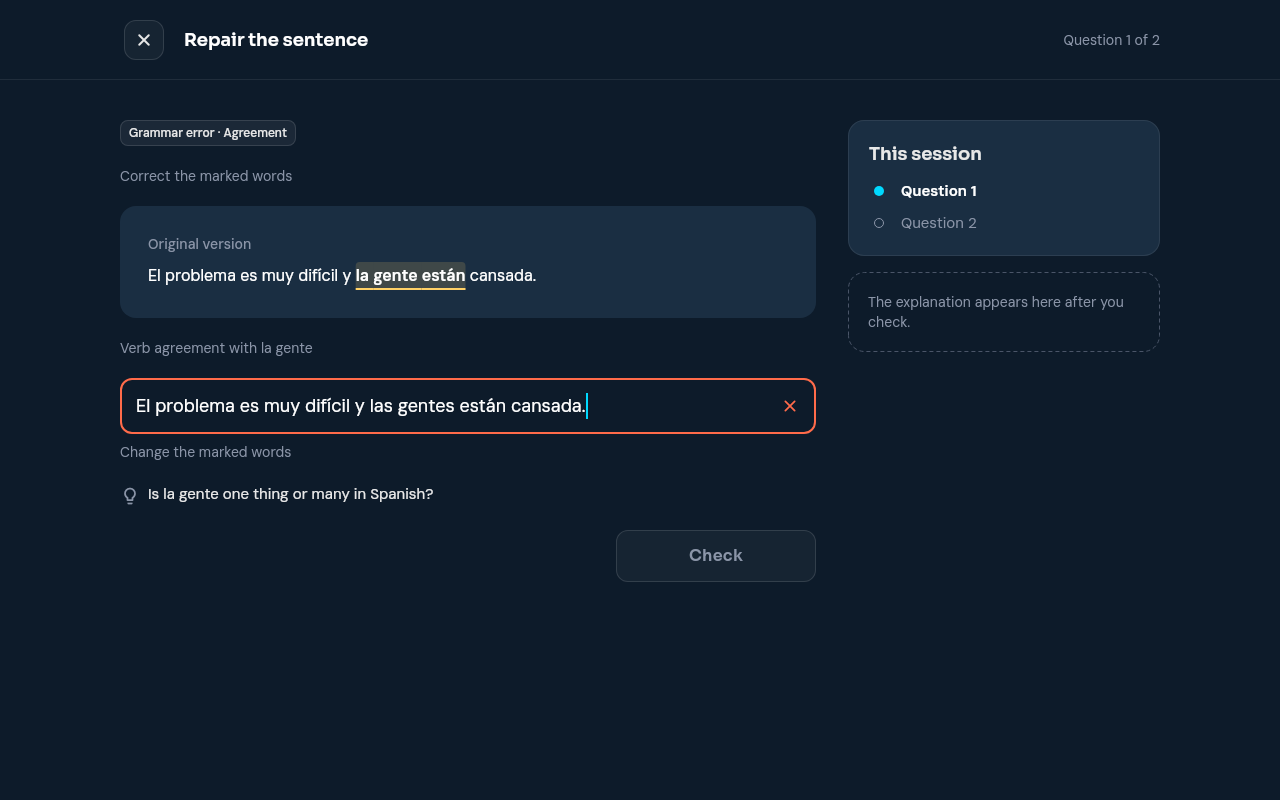 Repair the sentence
Question 1 of 2
Grammar error · Agreement
Correct the marked words
Original version
El problema es muy difícil y la gente están cansada.
Verb agreement with la gente
El problema es muy difícil y las gentes están cansada.
Change the marked words
Is la gente one thing or many in Spanish?
Check
This session
Question 1
Question 2
The explanation appears here after you
check.